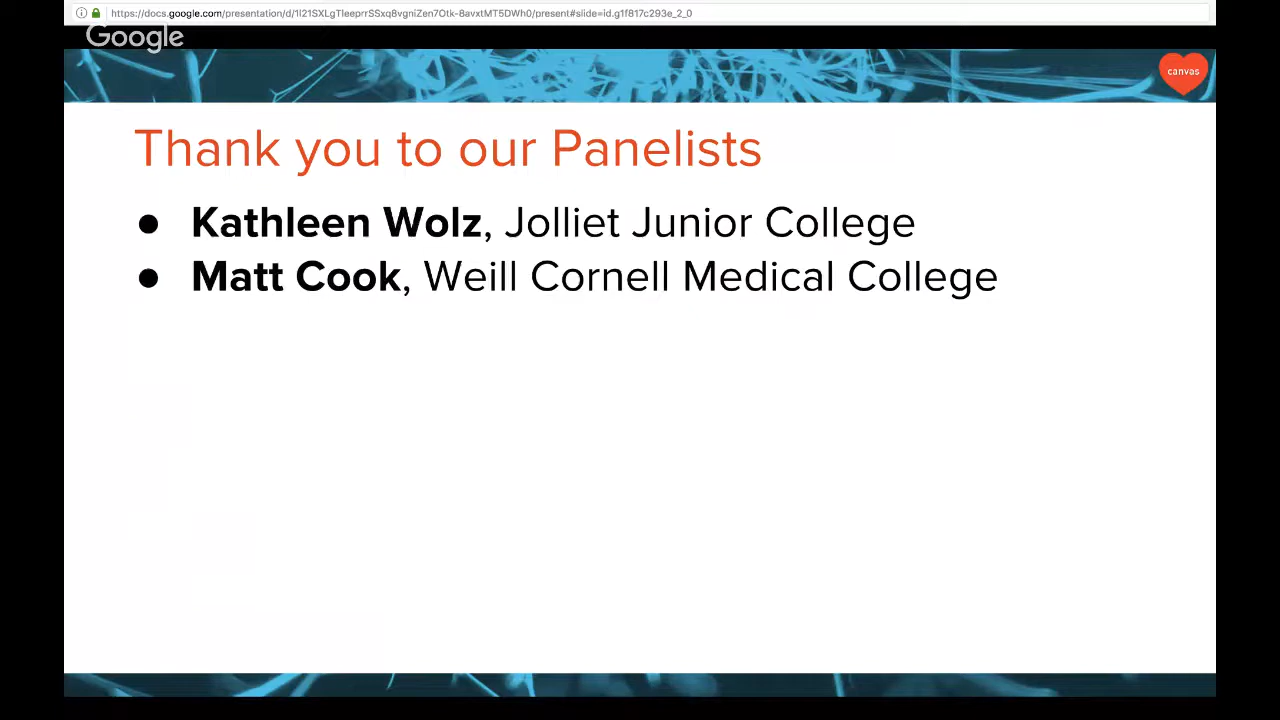 https://docs.google.com/presentation/d/1l21SXLgTleeprrSSxq8vgniZen7Otk-8avxtMT5DWh0/present#slide=id.g1f817c293e_2_0
Google
canvas
Thank you to our Panelists
● Kathleen Wolz, Jolliet Junior College
● Matt Cook, Weill Cornell Medical College